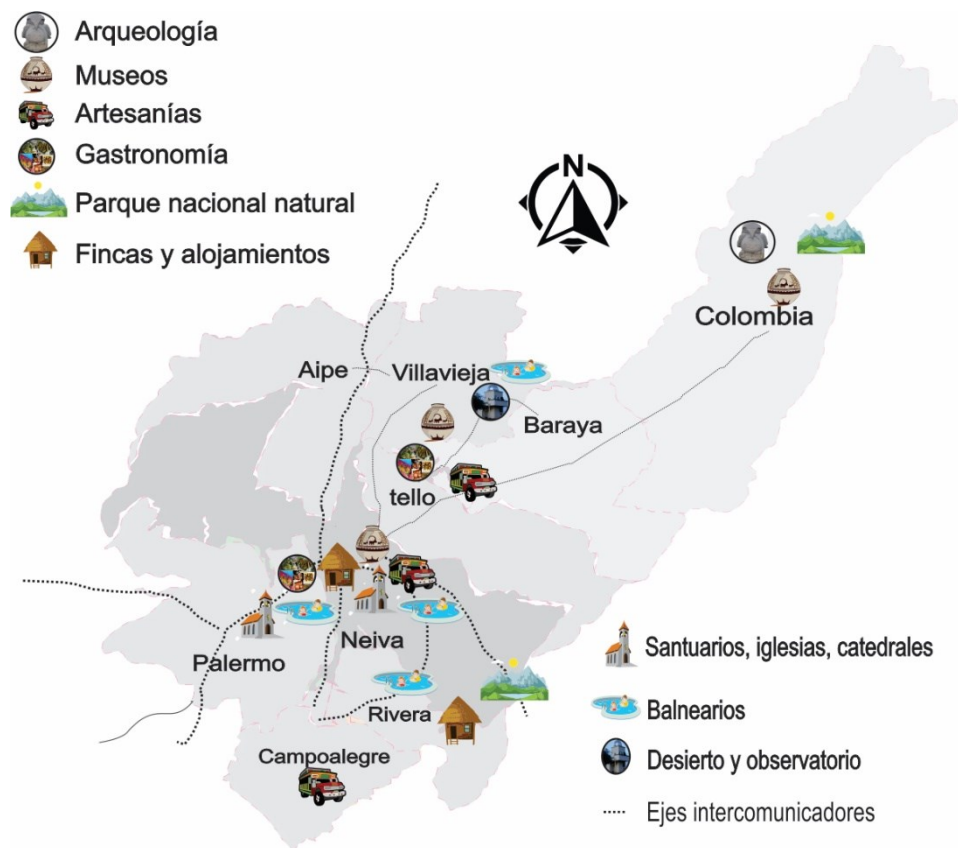 Arqueología
Museos
Artesanías
Gastronomía
Parque nacional natural
Fincas y alojamientos
N
Colombia
Aipe
Villavieja
Baraya
tello
Neiva
Palermo
Rivera
Campoalegre
Santuarios, iglesias, catedrales
Balnearios
Desierto y observatorio
Ejes intercomunicadores